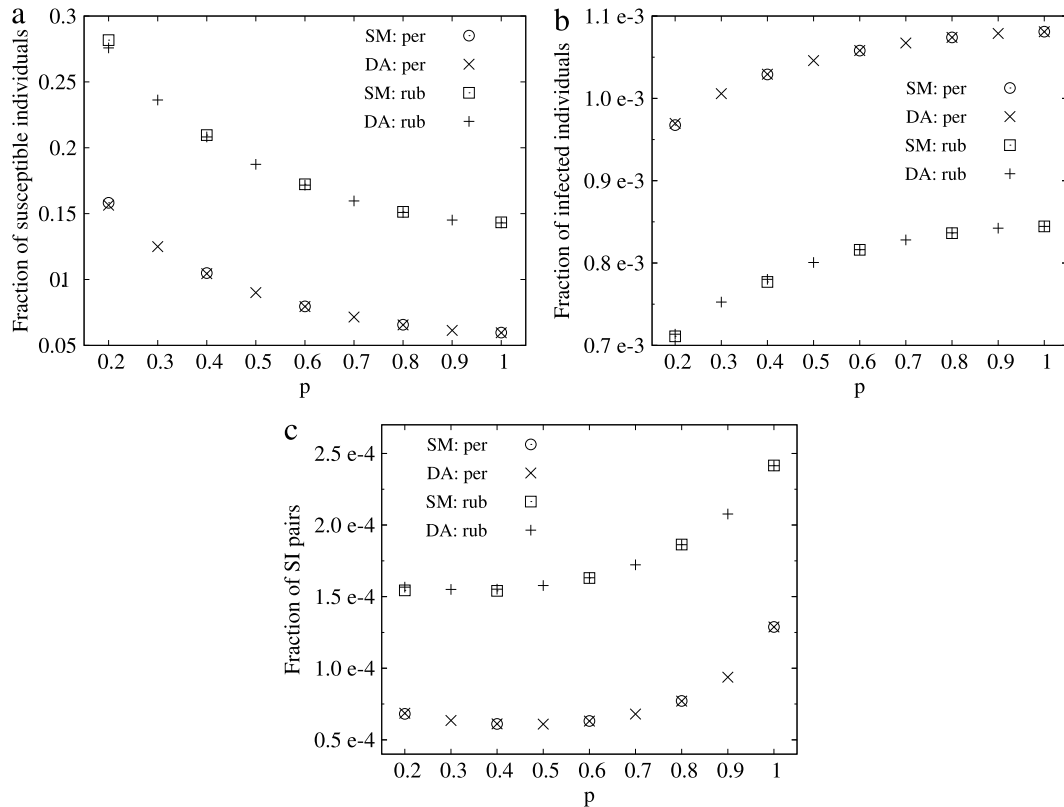 a
Fraction of susceptible individuals
0.3
0.25
0.2
0.15
01
0.05
SM: per
DA: per
SM: rub
DA: rub
0.2 0.3 0.4 0.5 0.6 0.7 0.8 0.9 1
p
b
Fraction of infected individuals
1.1 e-3
1.0 e-3
0.9 e-3
0.8 e-3
0.7 e-3
SM: per
DA: per
SM: rub
DA: rub
0.2 0.3 0.4 0.5 0.6 0.7 0.8 0.9 1
p
c
Fraction of SI pairs
2.5 e-4
2.0 e-4
1.5 e-4
1.0 e-4
0.5 e-4
SM: per
DA: per
SM: rub
DA: rub
0.2 0.3 0.4 0.5 0.6 0.7 0.8 0.9 1
p